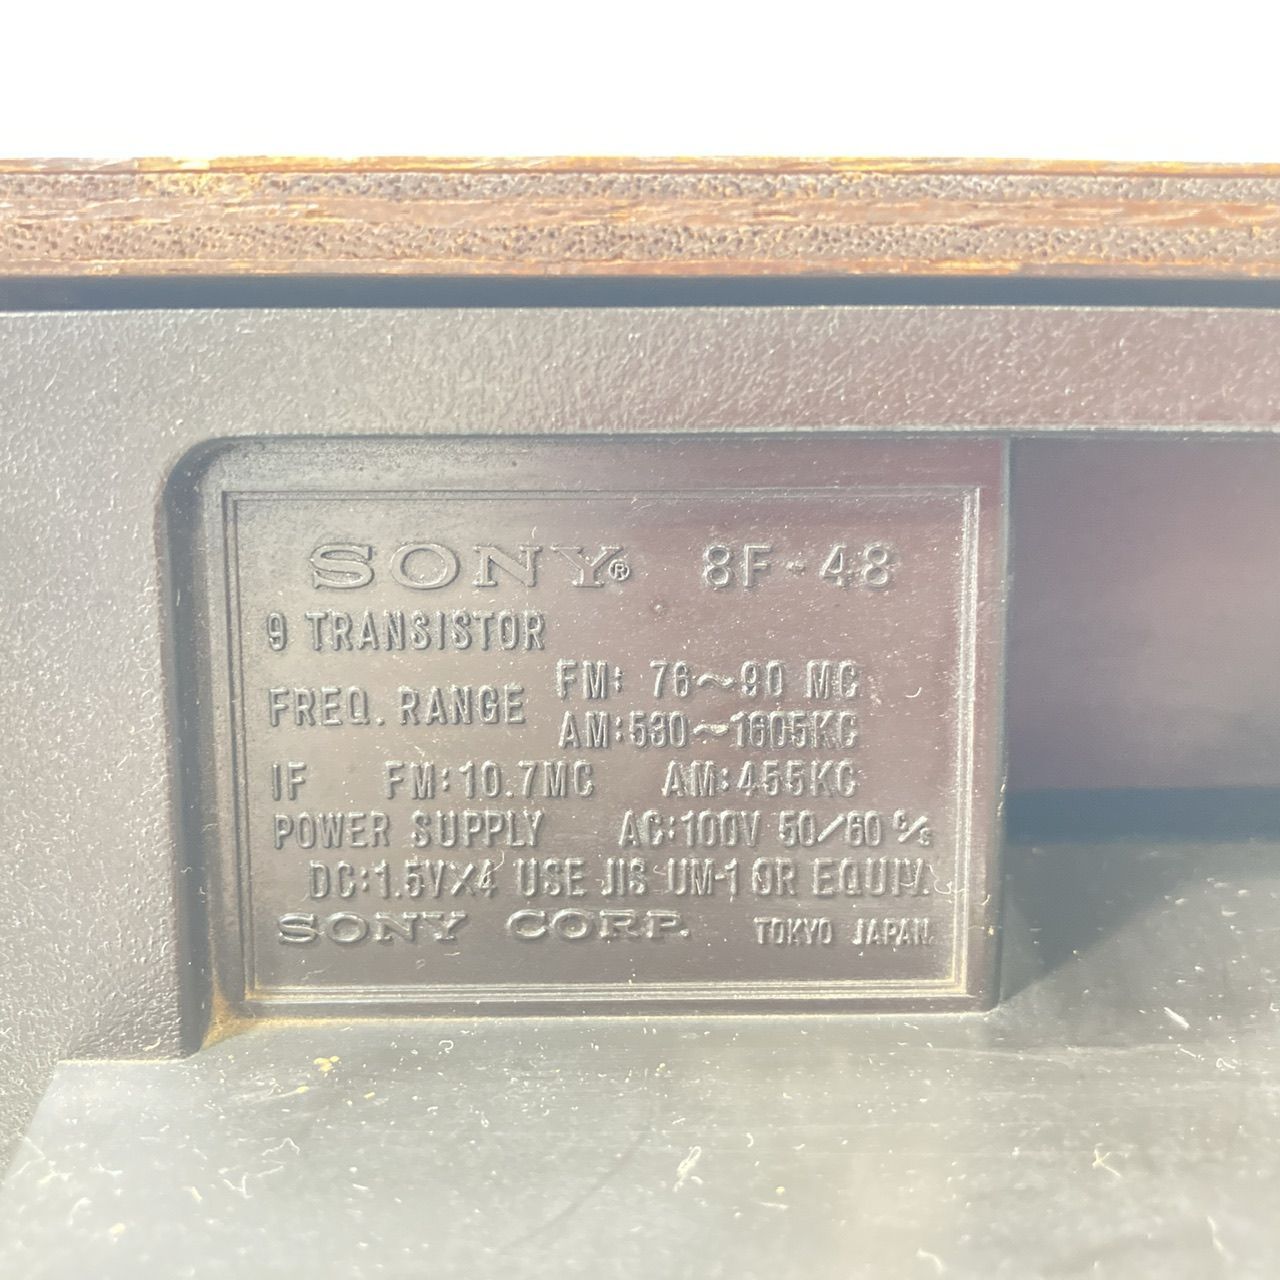 SONY® 8F-48
9 TRANSISTOR
FREQ. RANGE FM: 76~90 MC
AM:530~1605KC
IF FM:10.7MC AM:455KC
POWER SUPPLY AC:100V 50/60 c/s
DC:1.5V×4 USE JIS UM-1 OR EQUIV.
SONY CORP. TOKYO JAPAN.